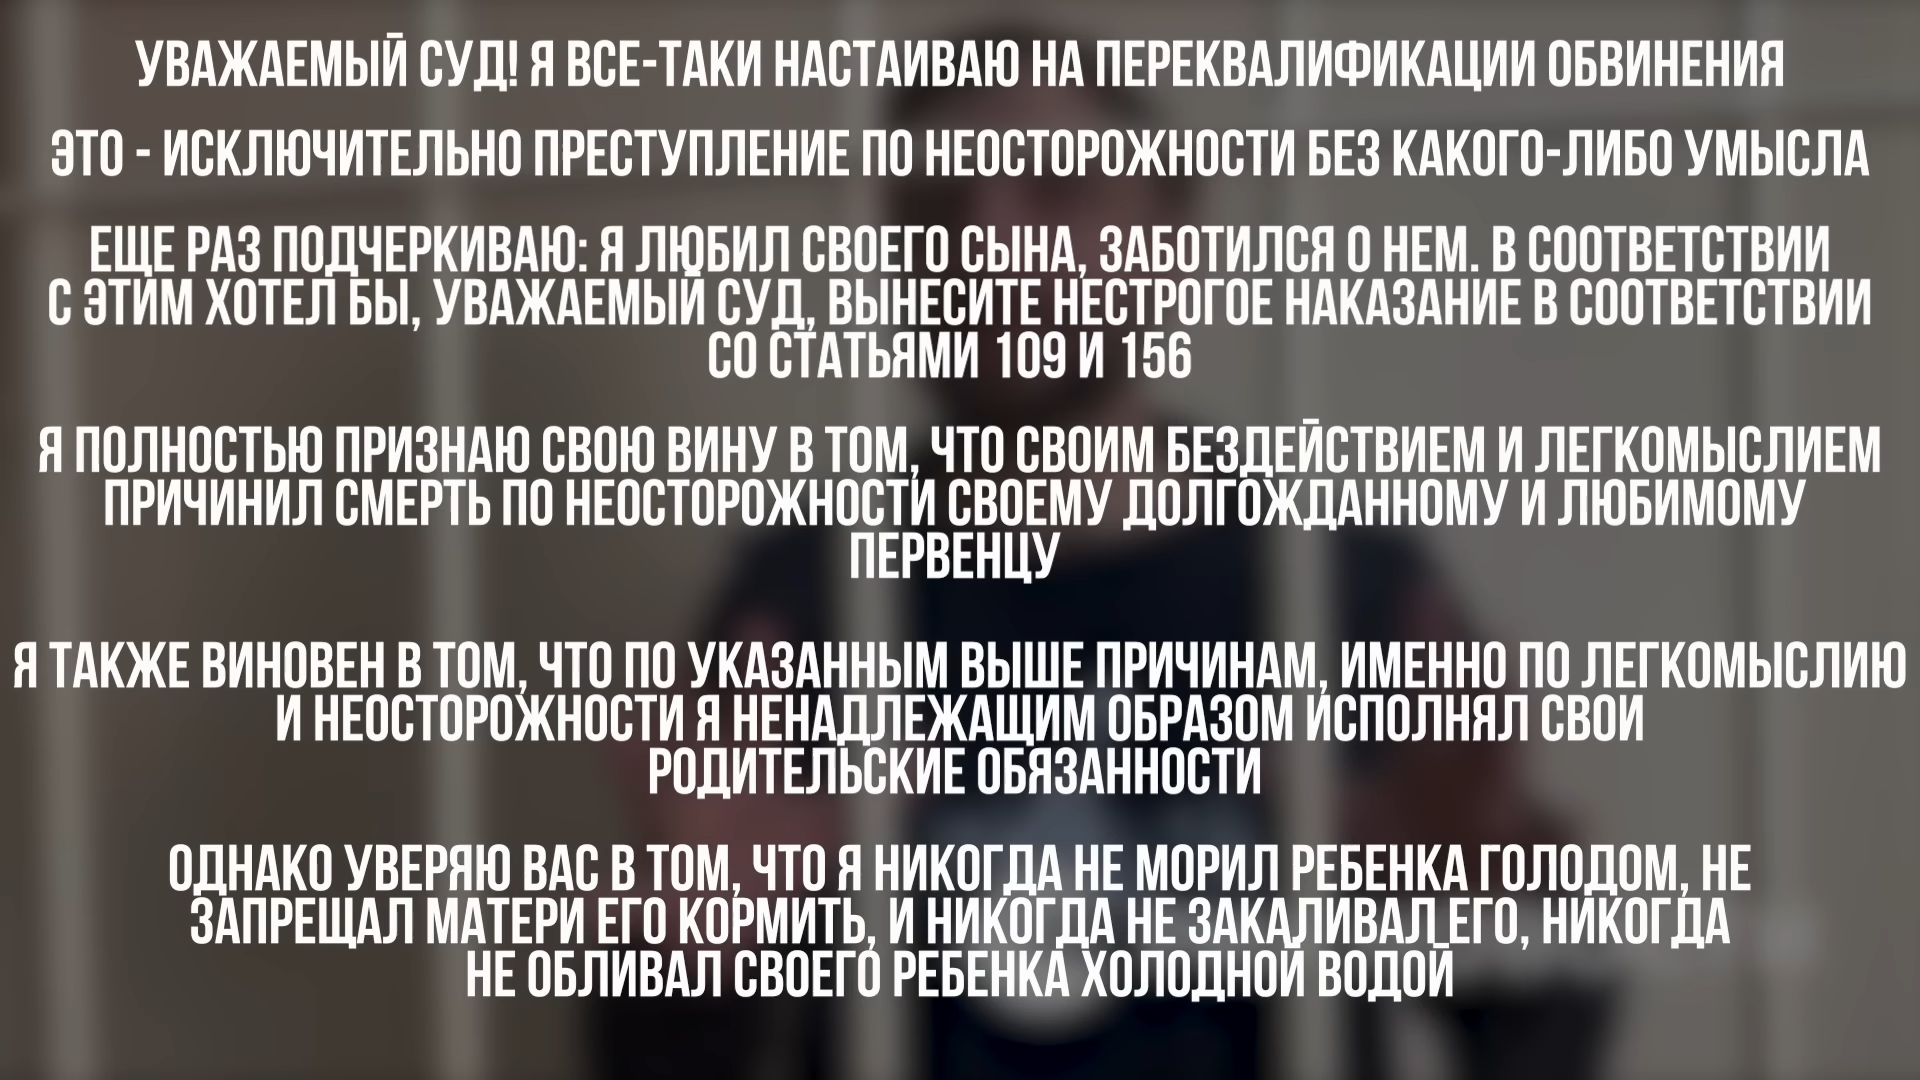 УВАЖАЕМЫЙ СУД! Я ВСЕ-ТАКИ НАСТАИВАЮ НА ПЕРЕКВАЛИФИКАЦИИ ОБВИНЕНИЯ
ЭТО - ИСКЛЮЧИТЕЛЬНО ПРЕСТУПЛЕНИЕ ПО НЕОСТОРОЖНОСТИ БЕЗ КАКОГО-ЛИБО УМЫСЛА
ЕЩЕ РАЗ ПОДЧЕРКИВАЮ: Я ЛЮБИЛ СВОЕГО СЫНА, ЗАБОТИЛСЯ О НЕМ. В СООТВЕТСТВИИ
С ЭТИМ ХОТЕЛ БЫ, УВАЖАЕМЫЙ СУД, ВЫНЕСИТЕ НЕСТРОГОЕ НАКАЗАНИЕ В СООТВЕТСТВИИ
СО СТАТЬЯМИ 109 И 156
Я ПОЛНОСТЬЮ ПРИЗНАЮ СВОЮ ВИНУ В ТОМ, ЧТО СВОИМ БЕЗДЕЙСТВИЕМ И ЛЕГКОМЫСЛИЕМ
ПРИЧИНИЛ СМЕРТЬ ПО НЕОСТОРОЖНОСТИ СВОЕМУ ДОЛГОЖДАННОМУ И ЛЮБИМОМУ
ПЕРВЕНЦУ
Я ТАКЖЕ ВИНОВЕН В ТОМ, ЧТО ПО УКАЗАННЫМ ВЫШЕ ПРИЧИНАМ, ИМЕННО ПО ЛЕГКОМЫСЛИЮ
И НЕОСТОРОЖНОСТИ Я НЕНАДЛЕЖАЩИМ ОБРАЗОМ ИСПОЛНЯЛ СВОИ
РОДИТЕЛЬСКИЕ ОБЯЗАННОСТИ
ОДНАКО УВЕРЯЮ ВАС В ТОМ, ЧТО Я НИКОГДА НЕ МОРИЛ РЕБЕНКА ГОЛОДОМ, НЕ
ЗАПРЕЩАЛ МАТЕРИ ЕГО КОРМИТЬ, И НИКОГДА НЕ ЗАКАЛИВАЛ ЕГО, НИКОГДА
НЕ ОБЛИВАЛ СВОЕГО РЕБЕНКА ХОЛОДНОЙ ВОДОЙ